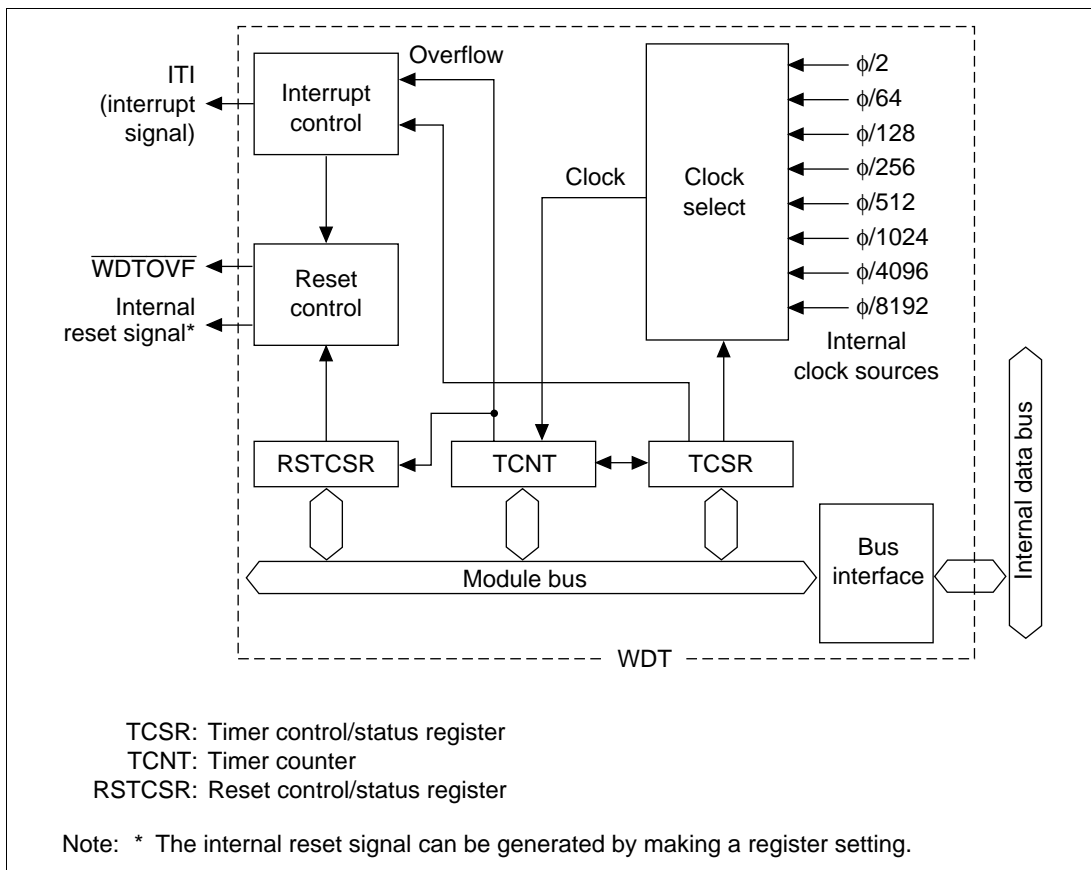 Overflow
ITI
(interrupt
signal)
Interrupt
control
WDTOVF
Internal
reset signal*
Reset
control
Clock
Clock
select
ϕ/2
ϕ/64
ϕ/128
ϕ/256
ϕ/512
ϕ/1024
ϕ/4096
ϕ/8192
Internal
clock sources
RSTCSR
TCNT
TCSR
Module bus
Bus
interface
Internal data bus
WDT
TCSR: Timer control/status register
TCNT: Timer counter
RSTCSR: Reset control/status register
Note: * The internal reset signal can be generated by making a register setting.